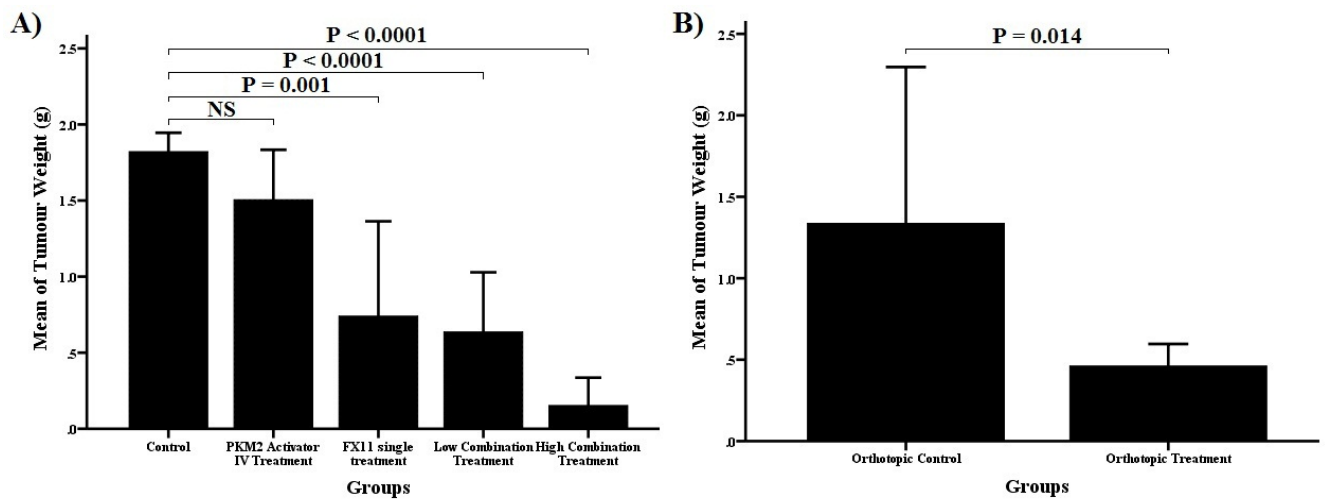 A)
P < 0.0001
P < 0.0001
P = 0.001
NS
Mean of Tumour Weight (g)
2.5
2.0
1.5
1.0
.5
.0
Control
PKM2 Activator
IV Treatment
FX11 single
treatment
Low Combination
Treatment
High Combination
Treatment
Groups
B)
P = 0.014
Mean of Tumour Weight (g)
2.5
2.0
1.5
1.0
.5
.0
Orthotopic Control
Orthotopic Treatment
Groups